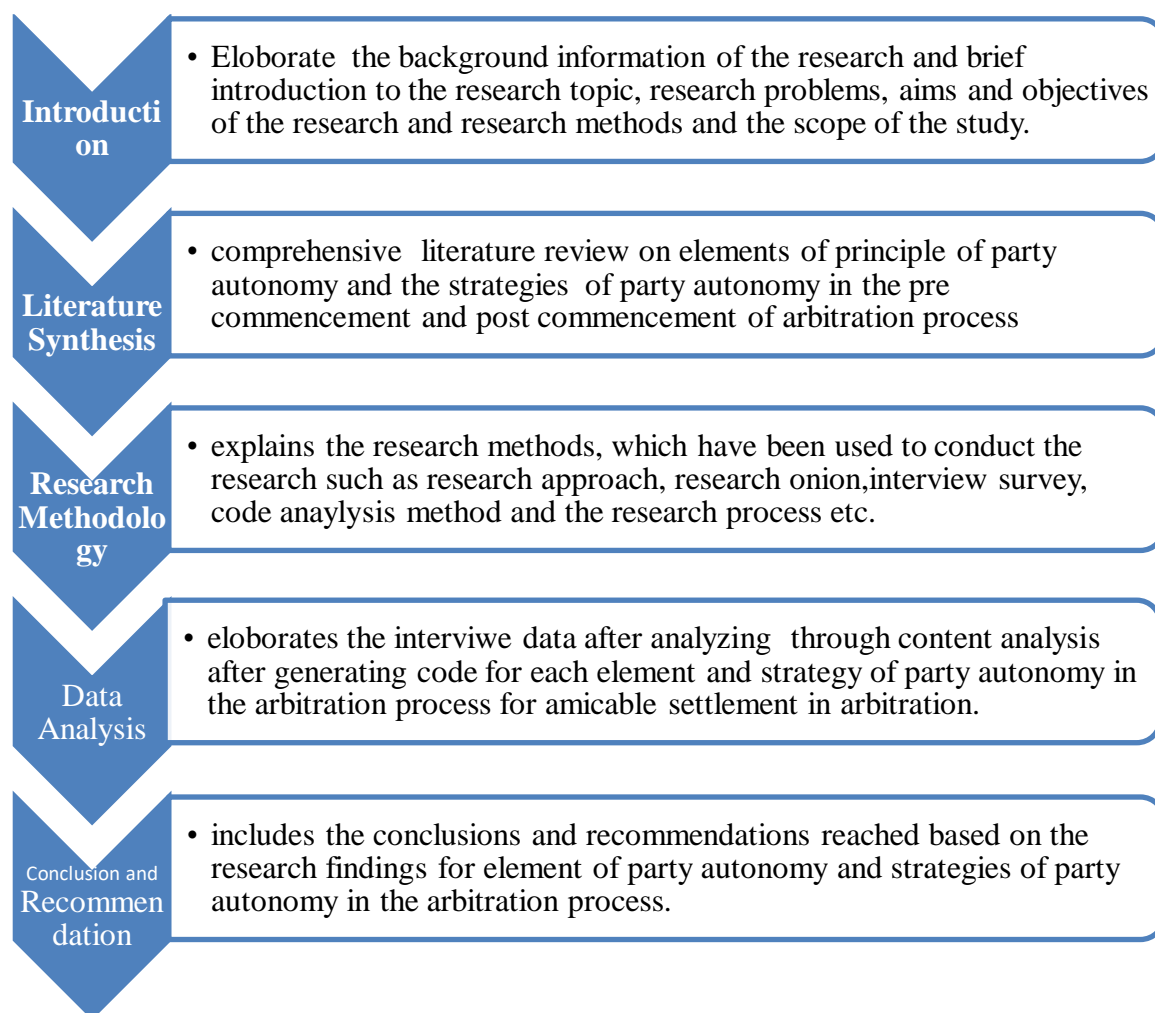 Introducti
on
• Eloborate the background information of the research and brief
introduction to the research topic, research problems, aims and objectives
of the research and research methods and the scope of the study.
Literature
Synthesis
• comprehensive literature review on elements of principle of party
autonomy and the strategies of party autonomy in the pre
commencement and post commencement of arbitration process
Research
Methodolo
gy
• explains the research methods, which have been used to conduct the
research such as research approach, research onion,interview survey,
code anaylysis method and the research process etc.
Data
Analysis
• eloborates the interviwe data after analyzing through content analysis
after generating code for each element and strategy of party autonomy in
the arbitration process for amicable settlement in arbitration.
Conclusion and
Recommen
dation
• includes the conclusions and recommendations reached based on the
research findings for element of party autonomy and strategies of party
autonomy in the arbitration process.